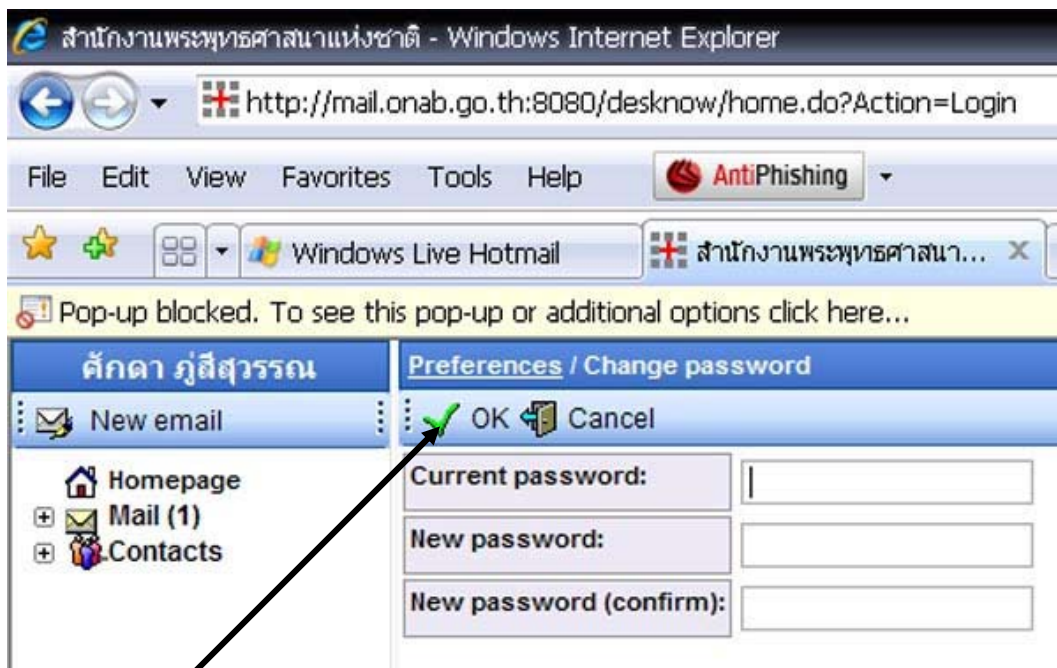 สำนักงานพระพุทธศาสนาแห่งชาติ - Windows Internet Explorer
http://mail.onab.go.th:8080/desknow/home.do?Action=Login
File Edit View Favorites Tools Help AntiPhishing
Windows Live Hotmail สำนักงานพระพุทธศาสนา... X
Pop-up blocked. To see this pop-up or additional options click here...
ศักดา ภู่สีสุวรรณ Preferences / Change password
New email OK Cancel
Homepage
Mail (1)
Contacts
Current password:
New password:
New password (confirm):